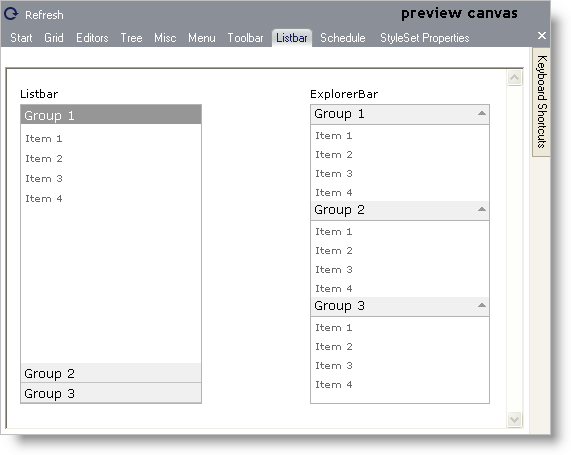 Refresh
preview canvas
Start Grid Editors Tree Misc Menu Toolbar Listbar Schedule StyleSet Properties
Keyboard Shortcuts
Listbar
Group 1
Item 1
Item 2
Item 3
Item 4
Group 2
Group 3
ExplorerBar
Group 1
Item 1
Item 2
Item 3
Item 4
Group 2
Item 1
Item 2
Item 3
Item 4
Group 3
Item 1
Item 2
Item 3
Item 4